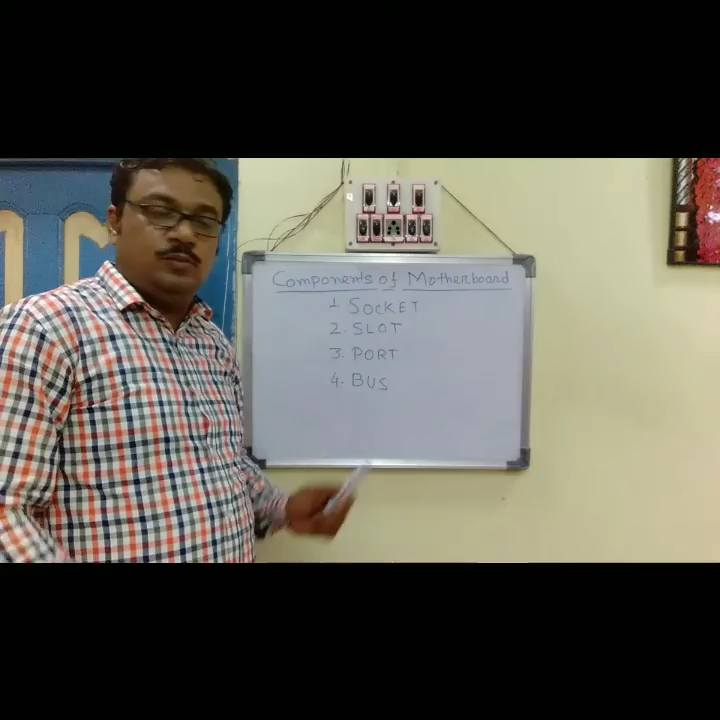 Components of Motherboard
1. SOCKET
2. SLOT
3. PORT
4. BUS